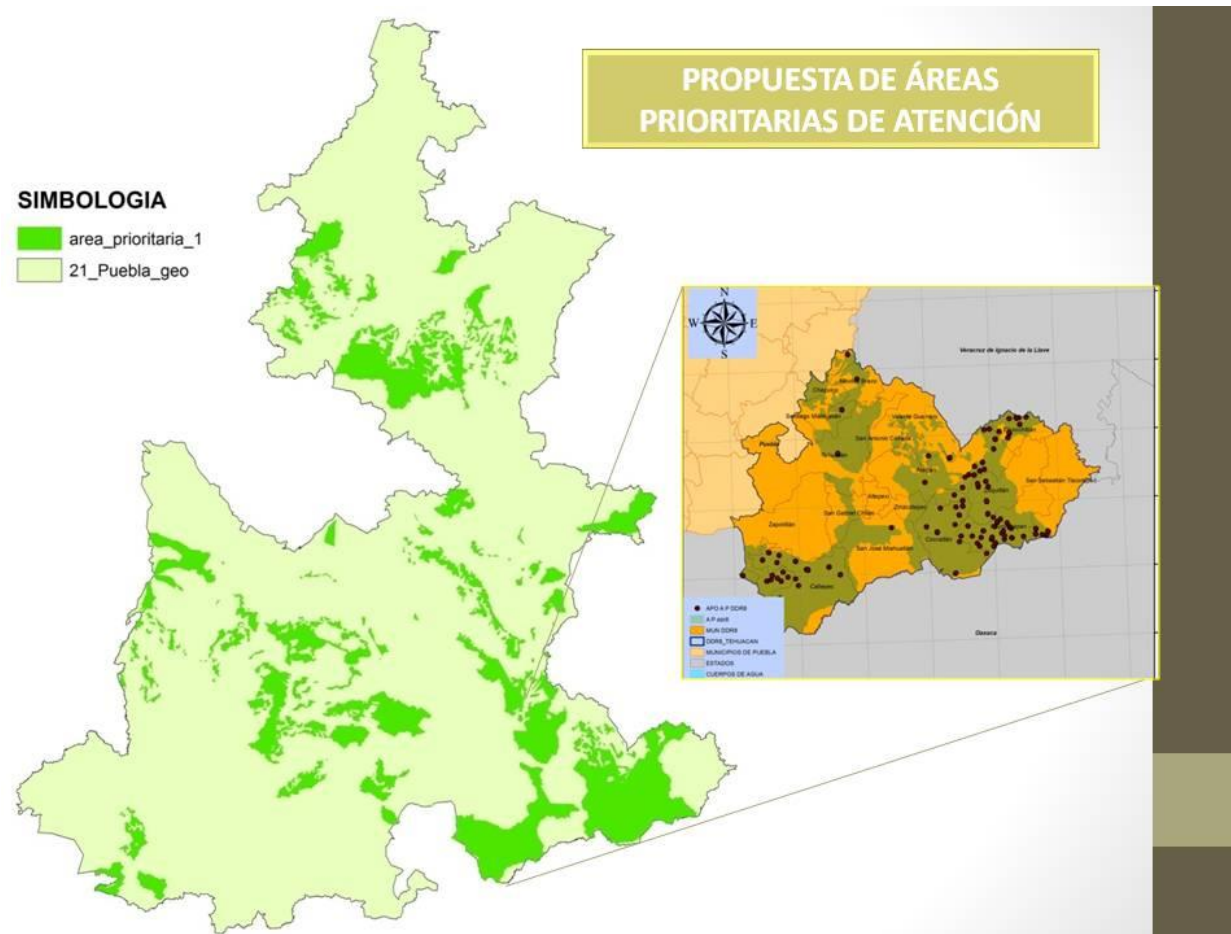 PROPUESTA DE ÁREAS
PRIORITARIAS DE ATENCIÓN
SIMBOLOGIA
area_prioritaria_1
21_Puebla_geo
N
W
E
S
Veracruz de Ignacio de la Llave
Chapulco
Santiago Miahuatlán
Vicente Guerrero
San Antonio Cañada
Puebla
Ajalpan
Altepexi
San Sebastián Tlacotepec
Zinacatepec
San Gabriel Chilac
Zapotitlán
Coxcatlán
San José Miahuatlán
Caltepec
APO A P DDR8
MUN DDR8
DDR8_TEHUACAN
MUNICIPIOS DE PUEBLA
ESTADOS
CUERPOS DE AGUA
Oaxaca